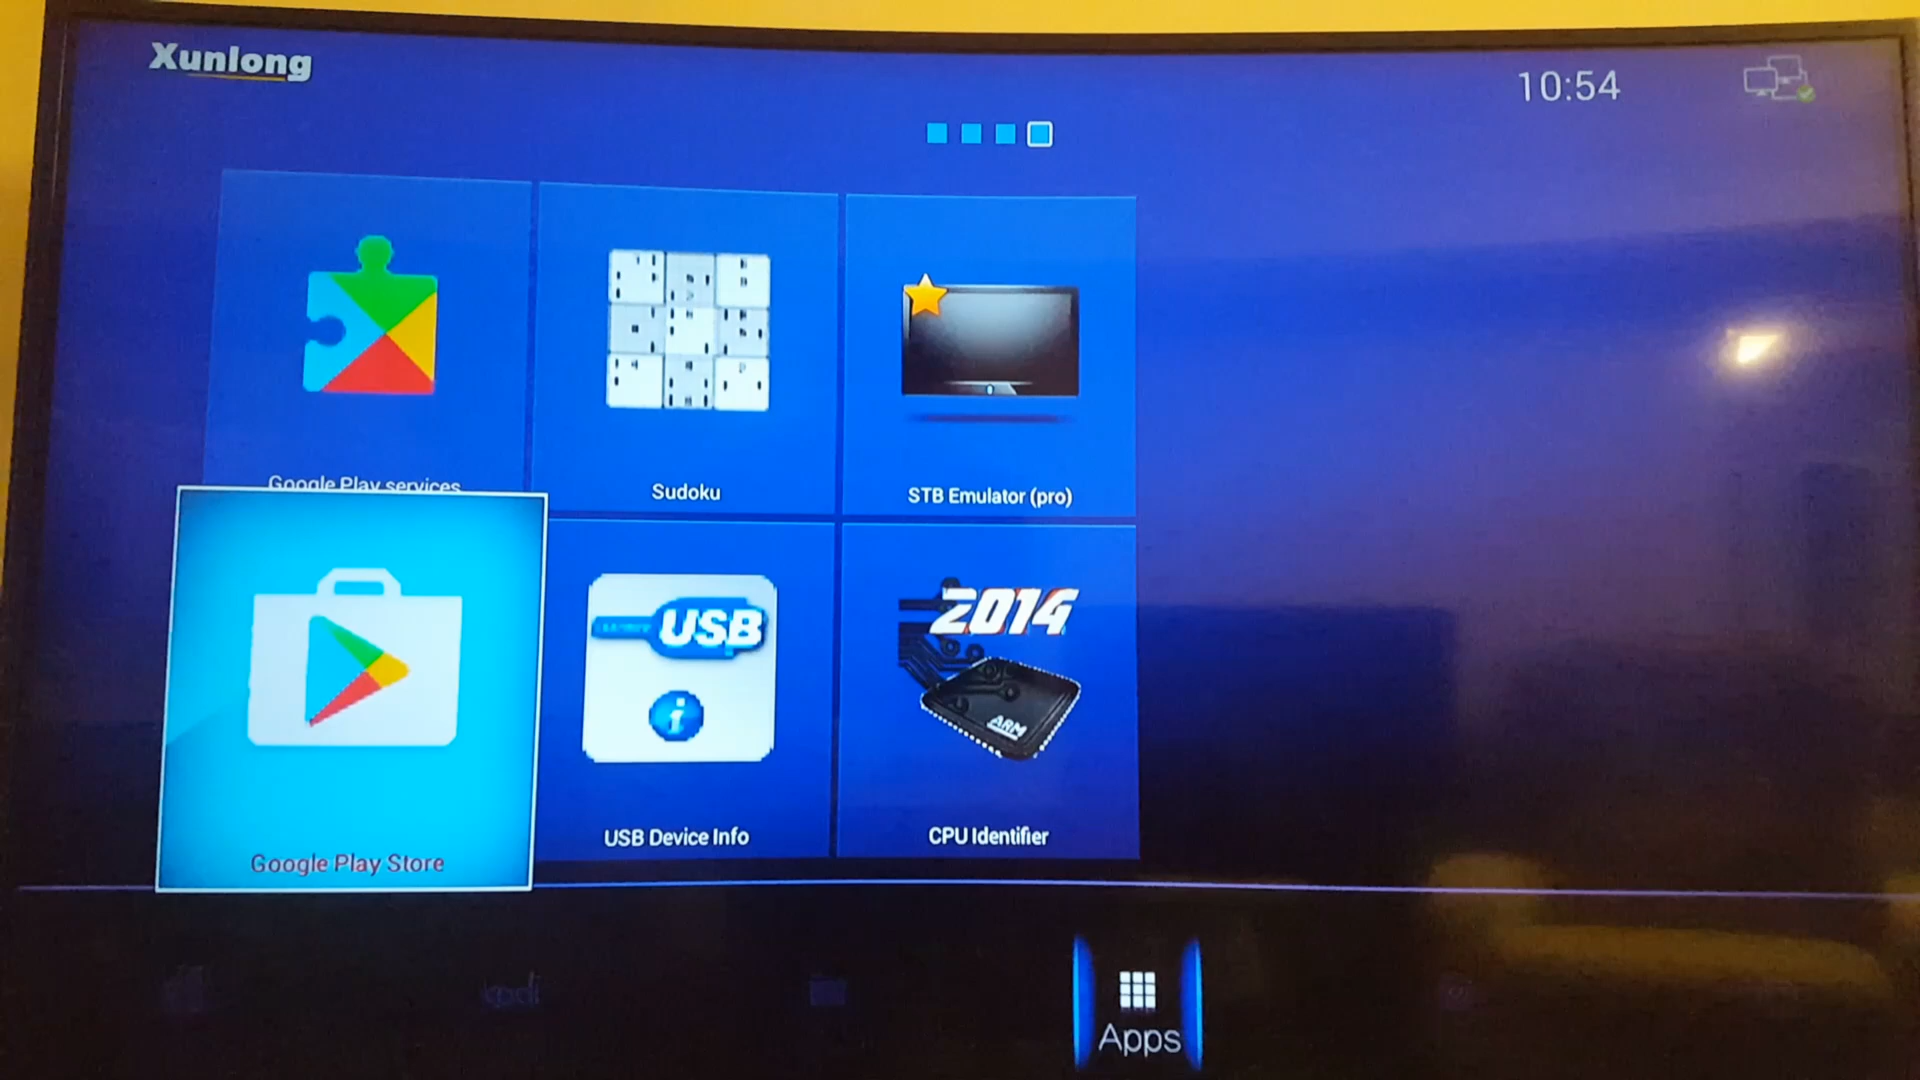 Xunlong
10:54
Google Play services
Sudoku
STB Emulator (pro)
USB
2014
ARM
Google Play Store
USB Device Info
CPU Identifier
kodi
Apps